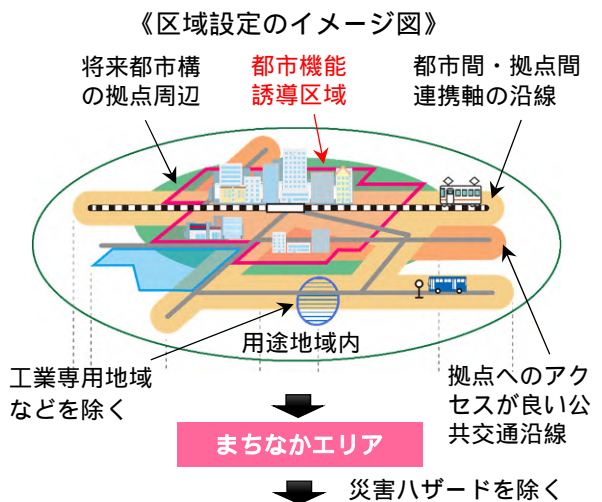 《区域設定のイメージ図》
将来都市構
の拠点周辺
都市機能
誘導区域
都市間・拠点間
連携軸の沿線
用途地域内
工業専用地域
などを除く
拠点へのアク
セスが良い公
共交通沿線
まちなかエリア
災害ハザードを除く